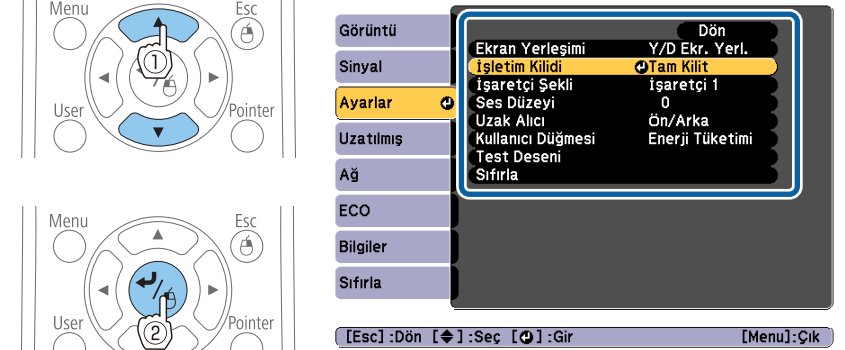 Menu
Esc
①
User
Pointer
Menu
Esc
User
Pointer
②
Görüntü
Sinyal
Ayarlar
Uzatılmış
Ağ
ECO
Bilgiler
Sıfırla
Dön
Ekran Yerleşimi Y/D Ekr. Yerl.
İşletim Kilidi Tam Kilit
İşaretçi Şekli İşaretçi 1
Ses Düzeyi 0
Uzak Alıcı Ön/Arka
Kullanıcı Düğmesi Enerji Tüketimi
Test Deseni
Sıfırla
[Esc] :Dön [◆] :Seç [⏎] :Gir [Menu]:Çık